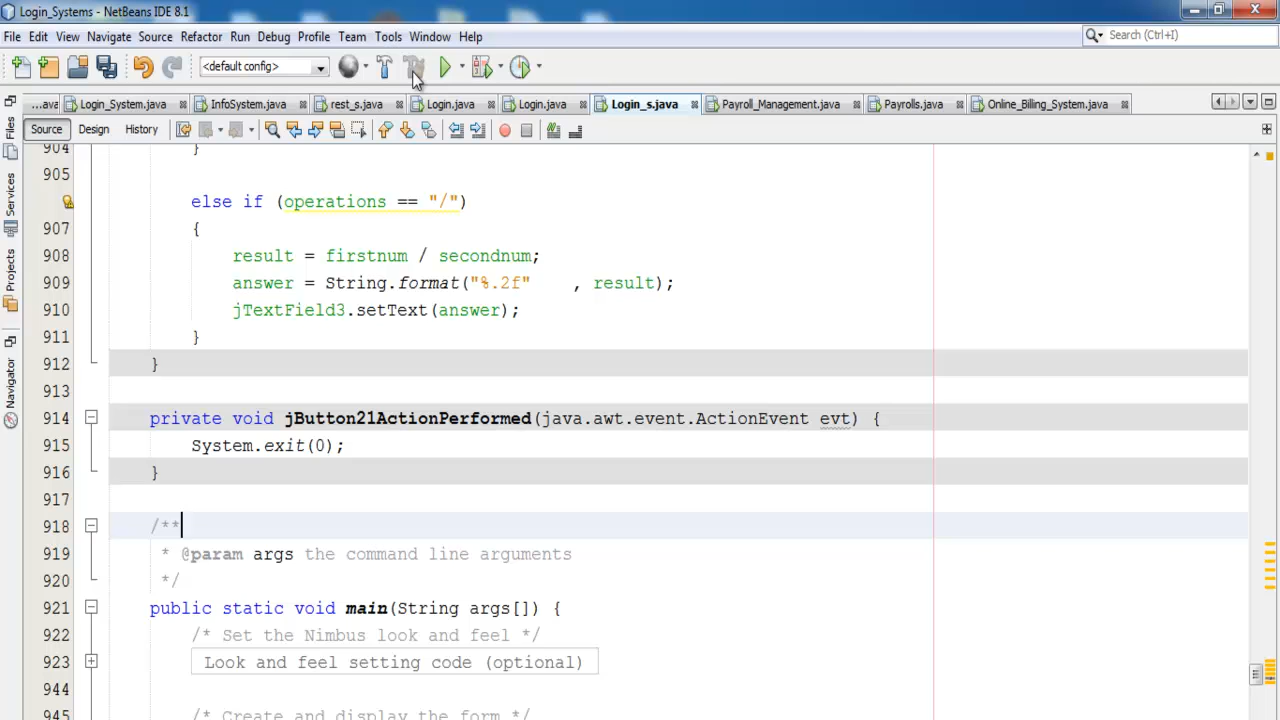 Login_Systems - NetBeans IDE 8.1
File Edit View Navigate Source Refactor Run Debug Profile Team Tools Window Help
Search (Ctrl+I)
<default config>
...ava Login_System.java InfoSystem.java rest_s.java Login.java Login.java Login_s.java Payroll_Management.java Payrolls.java Online_Billing_System.java
Source Design History
Files
Services
Projects
Navigator
904 }
905
else if (operations == "/")
907 {
908 result = firstnum / secondnum;
909 answer = String.format("%.2f" , result);
910 jTextField3.setText(answer);
911 }
912 }
913
914 private void jButton21ActionPerformed(java.awt.event.ActionEvent evt) {
915 System.exit(0);
916 }
917
918 /**
919 * @param args the command line arguments
920 */
921 public static void main(String args[]) {
922 /* Set the Nimbus look and feel */
923 Look and feel setting code (optional)
944
945 /* Create and display the form */